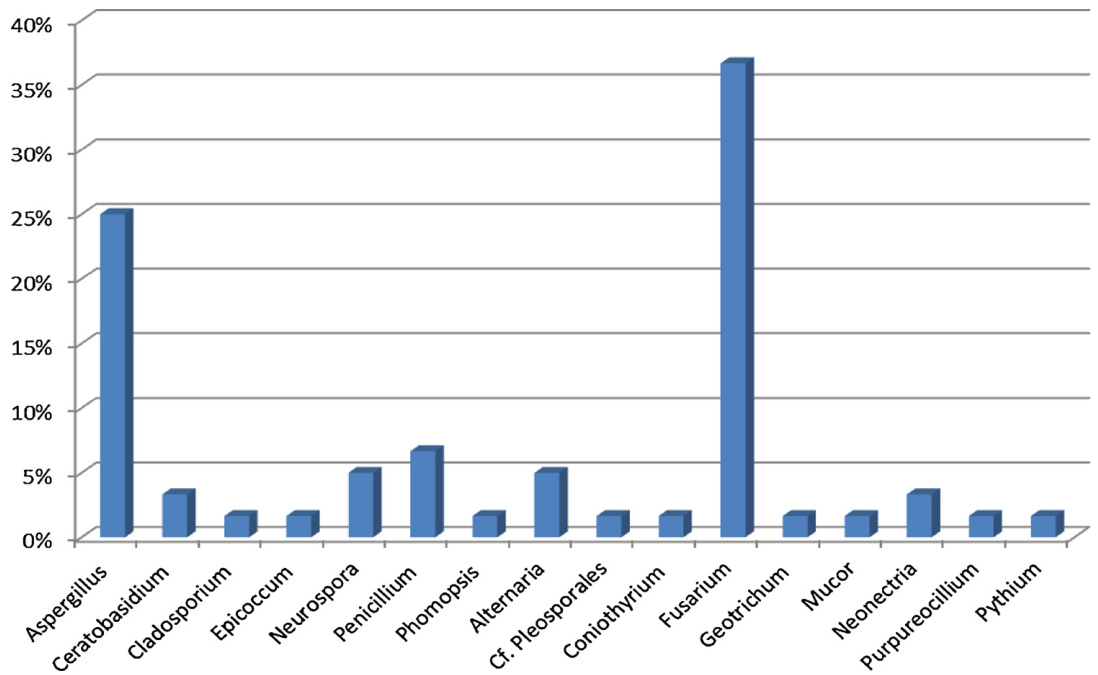 40%
35%
30%
25%
20%
15%
10%
5%
0%
Aspergillus
Ceratobasidium
Cladosporium
Epicoccum
Neurospora
Penicillium
Phomopsis
Alternaria
Cf. Pleosporales
Coniothyrium
Fusarium
Geotrichum
Mucor
Neonectria
Purpureocillium
Pythium